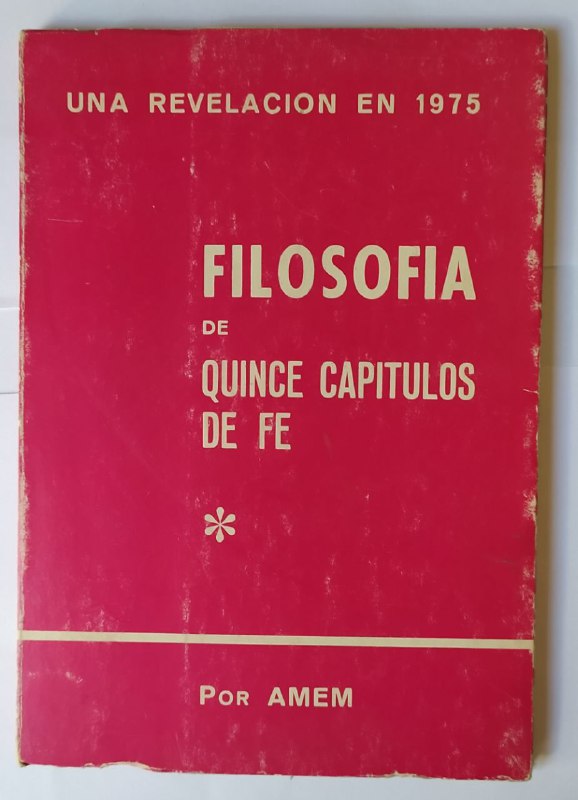 UNA REVELACION EN 1975
FILOSOFIA
DE
QUINCE CAPITULOS
DE FE
Por AMEM